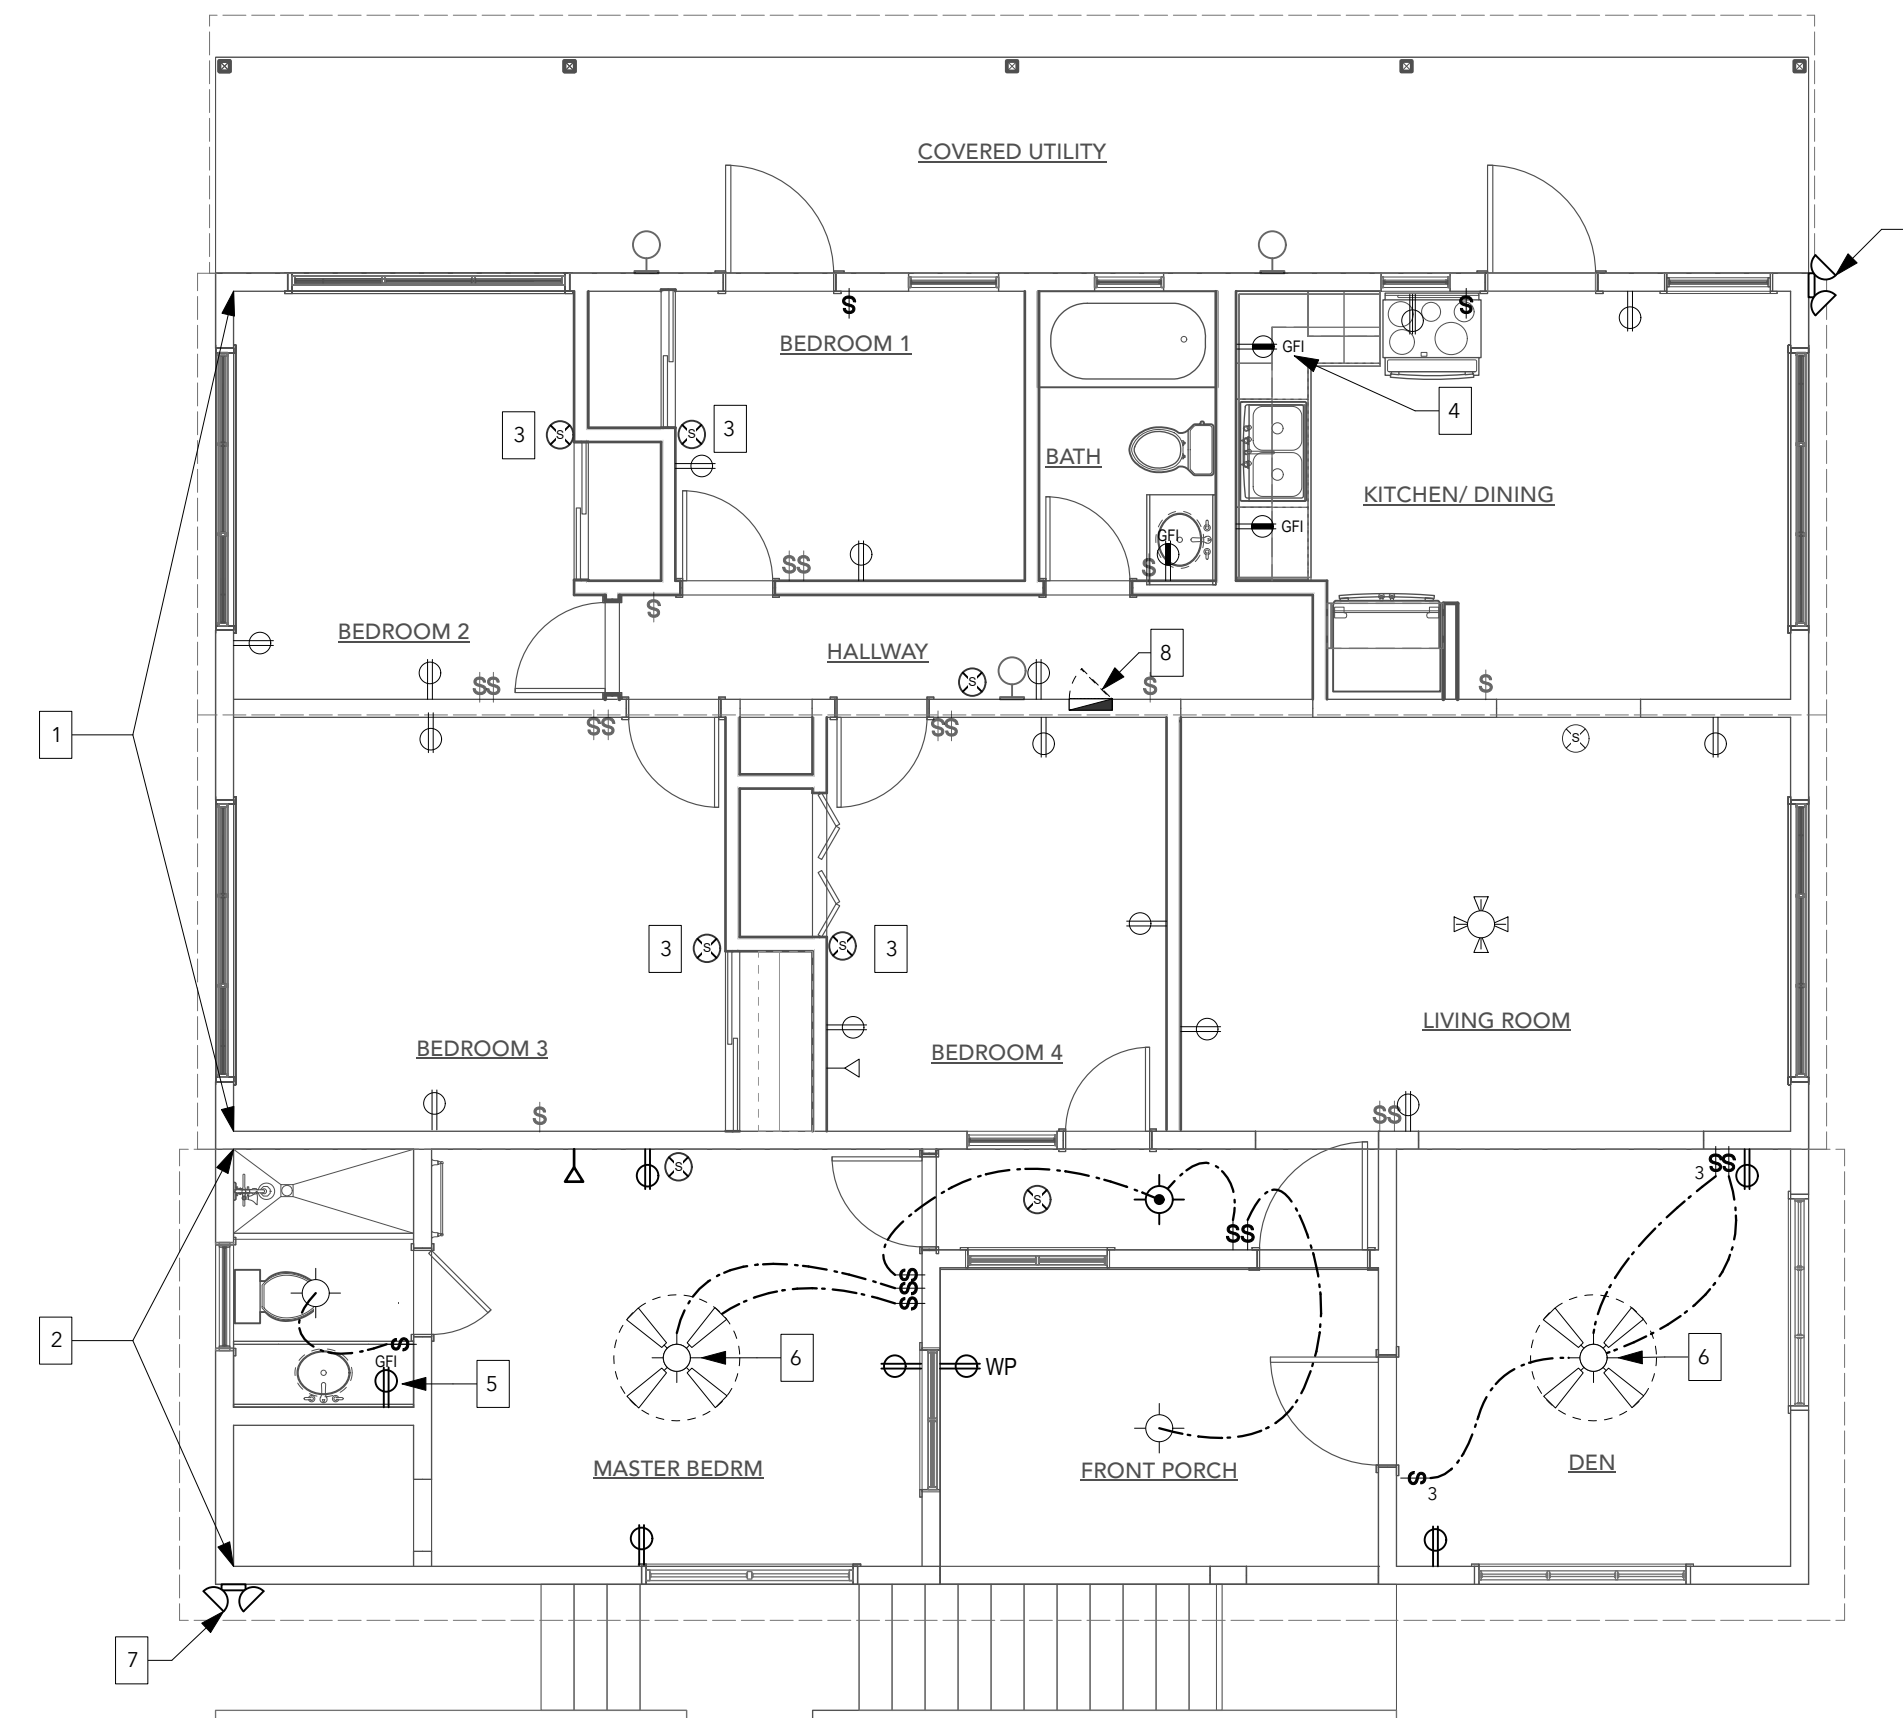 COVERED UTILITY
S
BEDROOM 1
S
GFI
4
3
S
S
3
BATH
KITCHEN/ DINING
GFI
GFI
SS
S
S
BEDROOM 2
HALLWAY
8
S
SS
S
S
SS
SS
1
S
3
S
S
3
LIVING ROOM
BEDROOM 3
BEDROOM 4
S
SS
S
3
SS
S
SS
SSS
2
6
6
S
GFI
5
WP
MASTER BEDRM
FRONT PORCH
DEN
S
3
7